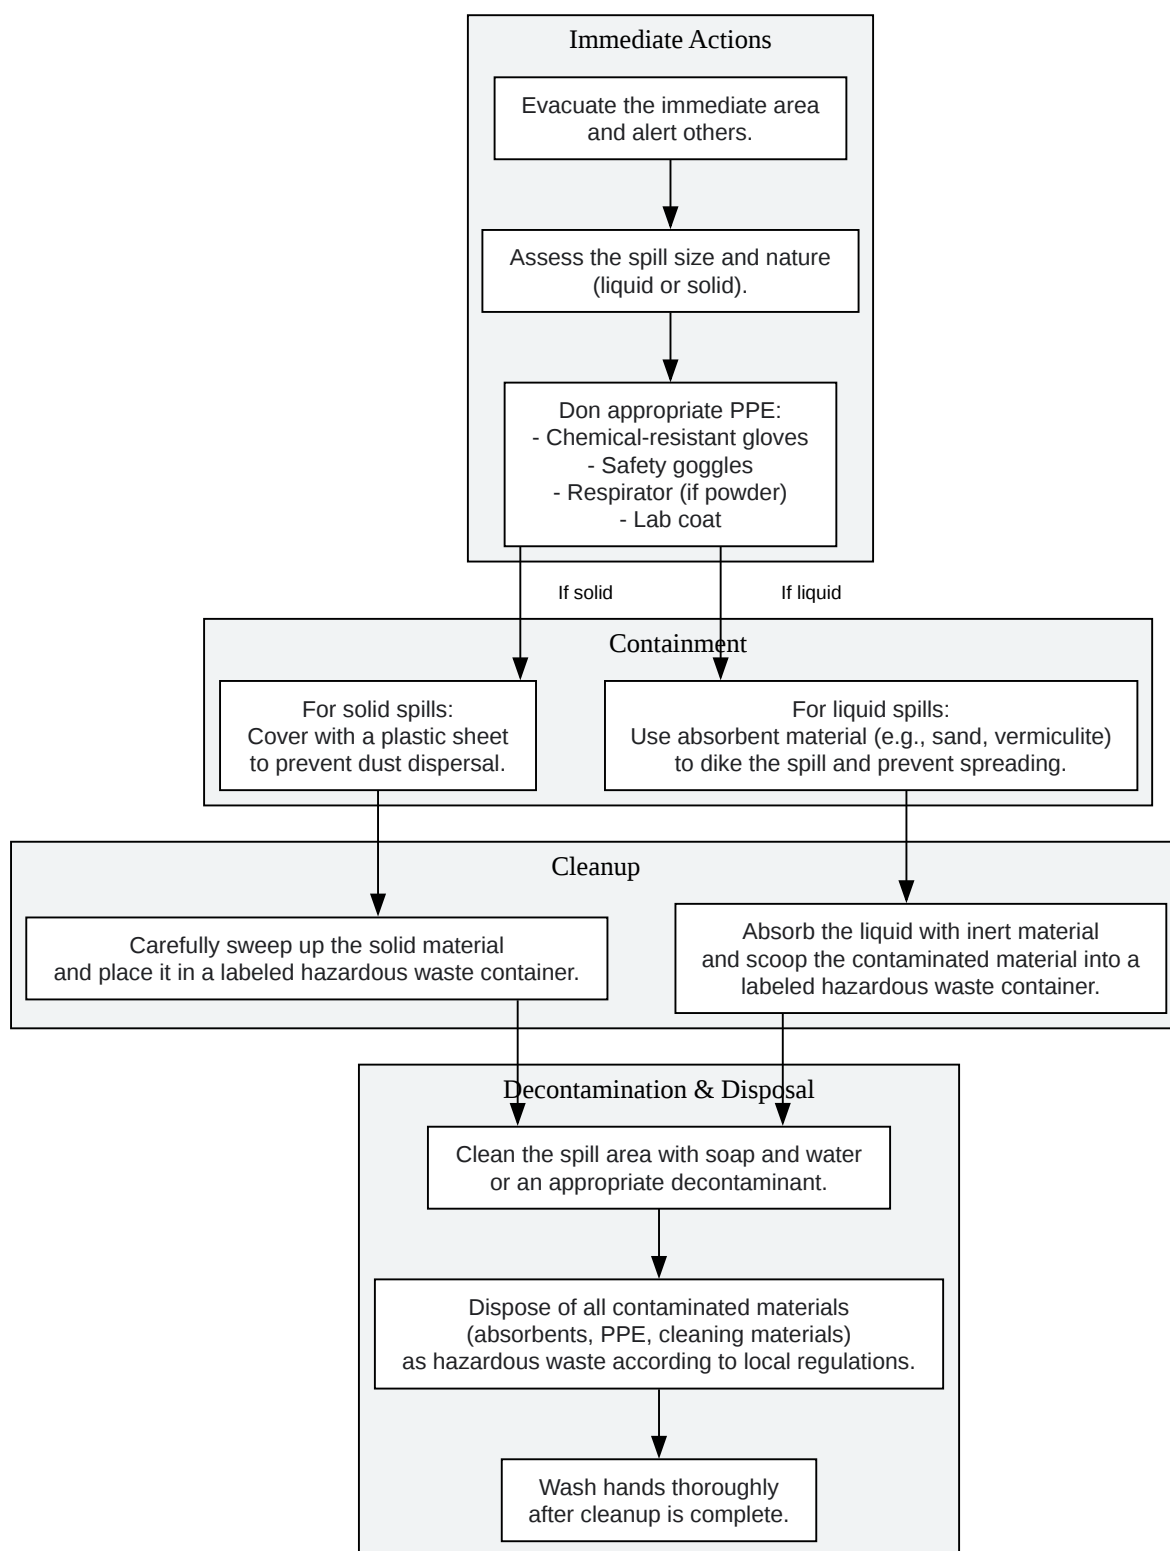 Immediate Actions
Evacuate the immediate area
and alert others.
Assess the spill size and nature
(liquid or solid).
Don appropriate PPE:
- Chemical-resistant gloves
- Safety goggles
- Respirator (if powder)
- Lab coat
If solid
If liquid
Containment
For solid spills:
Cover with a plastic sheet
to prevent dust dispersal.
For liquid spills:
Use absorbent material (e.g., sand, vermiculite)
to dike the spill and prevent spreading.
Cleanup
Carefully sweep up the solid material
and place it in a labeled hazardous waste container.
Absorb the liquid with inert material
and scoop the contaminated material into a
labeled hazardous waste container.
Decontamination & Disposal
Clean the spill area with soap and water
or an appropriate decontaminant.
Dispose of all contaminated materials
(absorbents, PPE, cleaning materials)
as hazardous waste according to local regulations.
Wash hands thoroughly
after cleanup is complete.